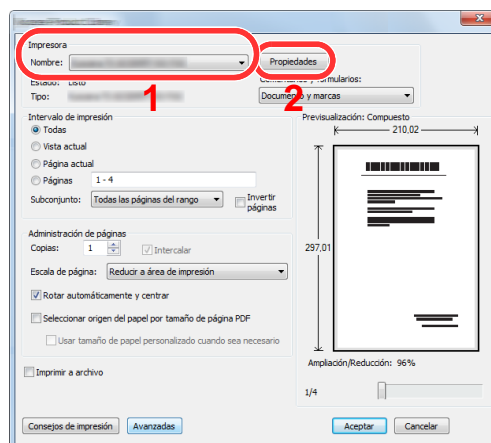 Impresora
Nombre:
Propiedades
Estado: Listo
Comentarios y formularios:
Tipo:
Documento y marcas
1
2
Intervalo de impresión
Todas
Vista actual
Página actual
Páginas 1 - 4
Subconjunto: Todas las páginas del rango
Invertir
páginas
Previsualización: Compuesto
210,02
297,01
Administración de páginas
Copias: 1
Intercalar
Escala de página: Reducir a área de impresión
Rotar automáticamente y centrar
Seleccionar origen del papel por tamaño de página PDF
Usar tamaño de papel personalizado cuando sea necesario
Imprimir a archivo
Ampliación/Reducción: 96%
1/4
Consejos de impresión
Avanzadas
Aceptar
Cancelar